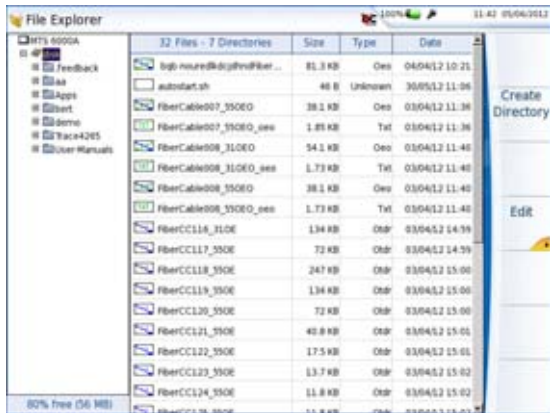 File Explorer
100%
11:42 05/06/2012
MTS 6000A
disk
.feedback
aa
Apps
bert
demo
Trace4265
User-Manuals
80% free (56 MB)
32 Files - 7 Directories Size Type Date
81.3 KB Oeo 04/04/12 10:21
autostart.sh 46 B Unknown 30/05/12 11:06
FiberCable007_550EO 38.1 KB Oeo 03/04/12 11:36
FiberCable007_550EO_oeo 1.85 KB Txt 03/04/12 11:36
FiberCable008_310EO 54.1 KB Oeo 03/04/12 11:40
FiberCable008_310EO_oeo 1.73 KB Txt 03/04/12 11:40
FiberCable008_550EO 38.1 KB Oeo 03/04/12 11:40
FiberCable008_550EO_oeo 1.73 KB Txt 03/04/12 11:40
FiberCC116_310E 134 KB Otdr 03/04/12 14:59
FiberCC117_550E 72 KB Otdr 03/04/12 14:59
FiberCC118_550E 247 KB Otdr 03/04/12 15:00
FiberCC119_550E 134 KB Otdr 03/04/12 15:00
FiberCC120_550E 72 KB Otdr 03/04/12 15:00
FiberCC121_550E 40.8 KB Otdr 03/04/12 15:01
FiberCC122_550E 17.5 KB Otdr 03/04/12 15:01
FiberCC123_550E 13.7 KB Otdr 03/04/12 15:02
FiberCC124_550E 11.8 KB Otdr 03/04/12 15:02
Create
Directory
Edit